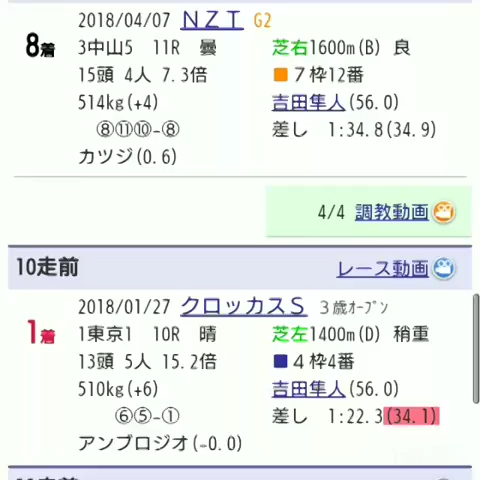 2018/04/07 ＮＺＴ G2
8着 3中山5 11R 曇 芝右1600m(B) 良
15頭 4人 7.3倍 ７枠12番
514kg(+4) 吉田隼人(56.0)
⑧⑪⑩-⑧ 差し 1:34.8(34.9)
カツジ(0.6)
4/4 調教動画
10走前 レース動画
2018/01/27 クロッカスＳ ３歳ｵｰﾌﾟﾝ
1着 1東京1 10R 晴 芝左1400m(D) 稍重
13頭 5人 15.2倍 ４枠4番
510kg(+6) 吉田隼人(56.0)
⑥⑤-① 差し 1:22.3(34.1)
アンブロジオ(-0.0)